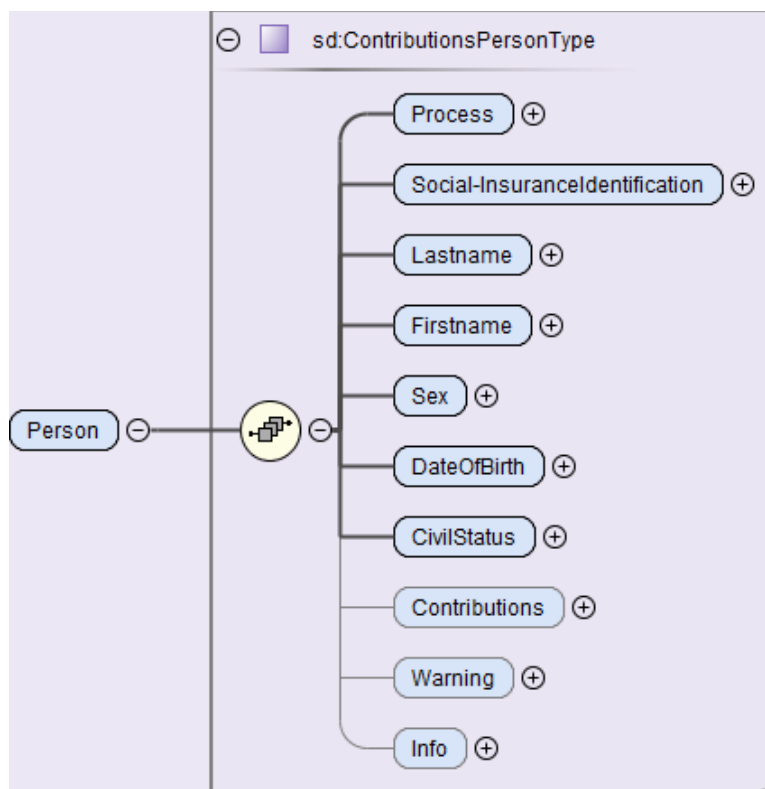 sd:ContributionsPersonType
Process
Social-InsuranceIdentification
Lastname
Firstname
Sex
Person
DateOfBirth
CivilStatus
Contributions
Warning
Info